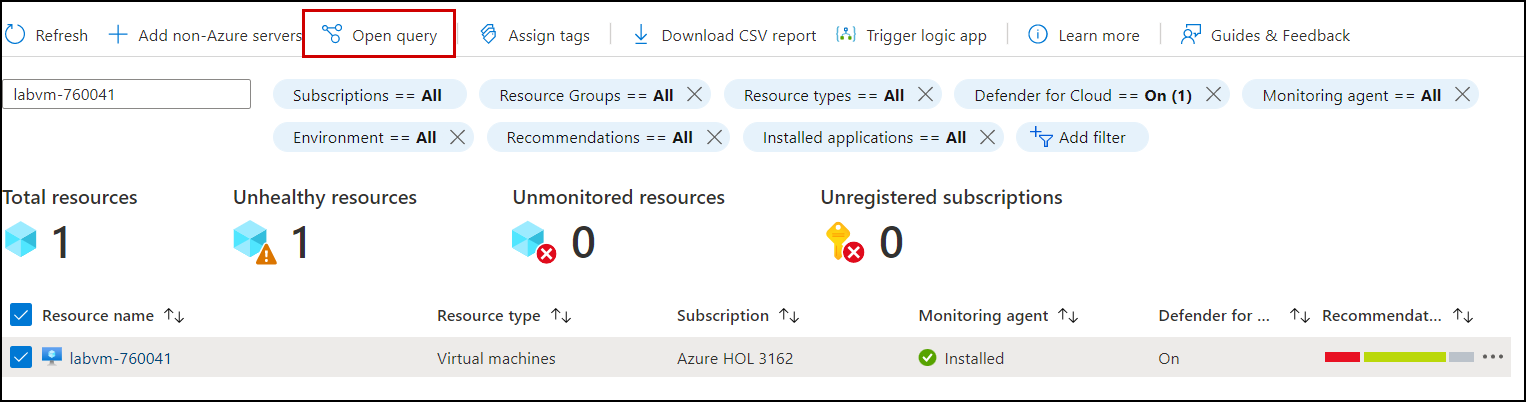 Refresh Add non-Azure servers Open query Assign tags Download CSV report Trigger logic app Learn more Guides & Feedback
labvm-760041 Subscriptions == All Resource Groups == All Resource types == All Defender for Cloud == On (1) Monitoring agent == All
Environment == All Recommendations == All Installed applications == All Add filter
Total resources Unhealthy resources Unmonitored resources Unregistered subscriptions
1 1 0 0
Resource name Resource type Subscription Monitoring agent Defender for ... Recommendat...
labvm-760041 Virtual machines Azure HOL 3162 Installed On